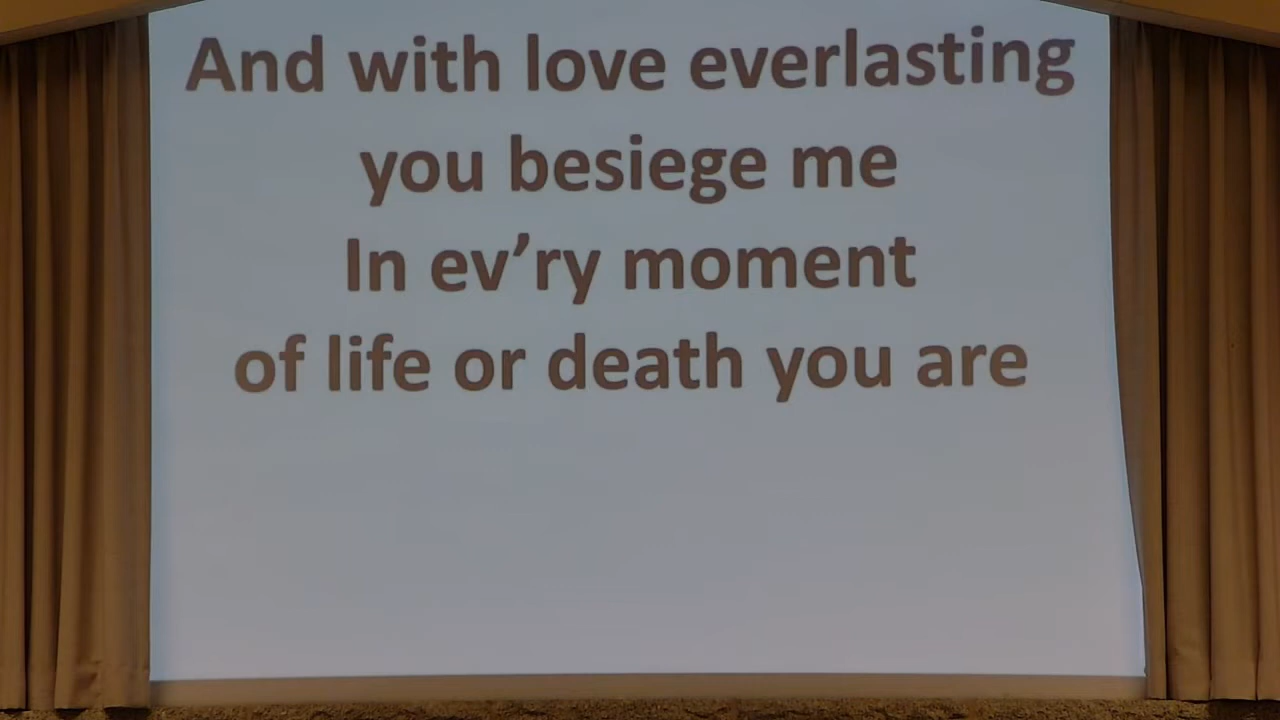 And with love everlasting
you besiege me
In ev’ry moment
of life or death you are